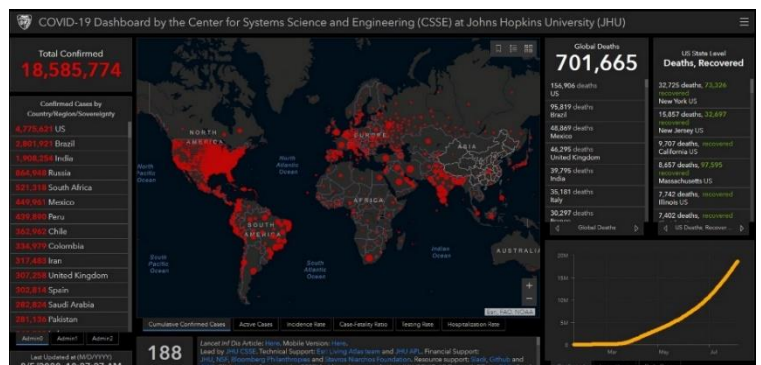 COVID-19 Dashboard by the Center for Systems Science and Engineering (CSSE) at Johns Hopkins University (JHU)
Total Confirmed
18,585,774
Confirmed Cases by
Country/Region/Sovereignty
4,775,621 US
2,801,921 Brazil
1,908,254 India
864,948 Russia
521,318 South Africa
449,961 Mexico
439,890 Peru
362,962 Chile
334,979 Colombia
317,483 Iran
307,258 United Kingdom
302,814 Spain
282,824 Saudi Arabia
281,136 Pakistan
Admin0
Admin1
Admin2
Last Updated at (M/D/YYYY)
NORTH
AMERICA
EUROPE
ASIA
North
Pacific
Ocean
North
Atlantic
Ocean
AFRICA
SOUTH
AMERICA
Indian
Ocean
AUSTRALIA
South
Pacific
Ocean
South
Atlantic
Ocean
+
−
Esri, FAO, NOAA
Cumulative Confirmed Cases
Active Cases
Incidence Rate
Case-Fatality Ratio
Testing Rate
Hospitalization Rate
188
Lancet Inf Dis Article: Here. Mobile Version: Here.
Lead by JHU CSSE. Technical Support: Esri Living Atlas team and JHU APL. Financial Support:
JHU, NSF, Bloomberg Philanthropies and Stavros Niarchos Foundation. Resource support: Slack, Github and
Global Deaths
701,665
156,906 deaths
US
95,819 deaths
Brazil
48,869 deaths
Mexico
46,295 deaths
United Kingdom
39,795 deaths
India
35,181 deaths
Italy
30,297 deaths
Global Deaths
US State Level
Deaths, Recovered
32,725 deaths, 73,326
recovered
New York US
15,857 deaths, 32,697
recovered
New Jersey US
9,707 deaths, recovered
California US
8,657 deaths, 97,595
recovered
Massachusetts US
7,742 deaths, recovered
Illinois US
7,402 deaths, recovered
US Deaths, Recover...
20M
15M
10M
5M
0
Mar
May
Jul